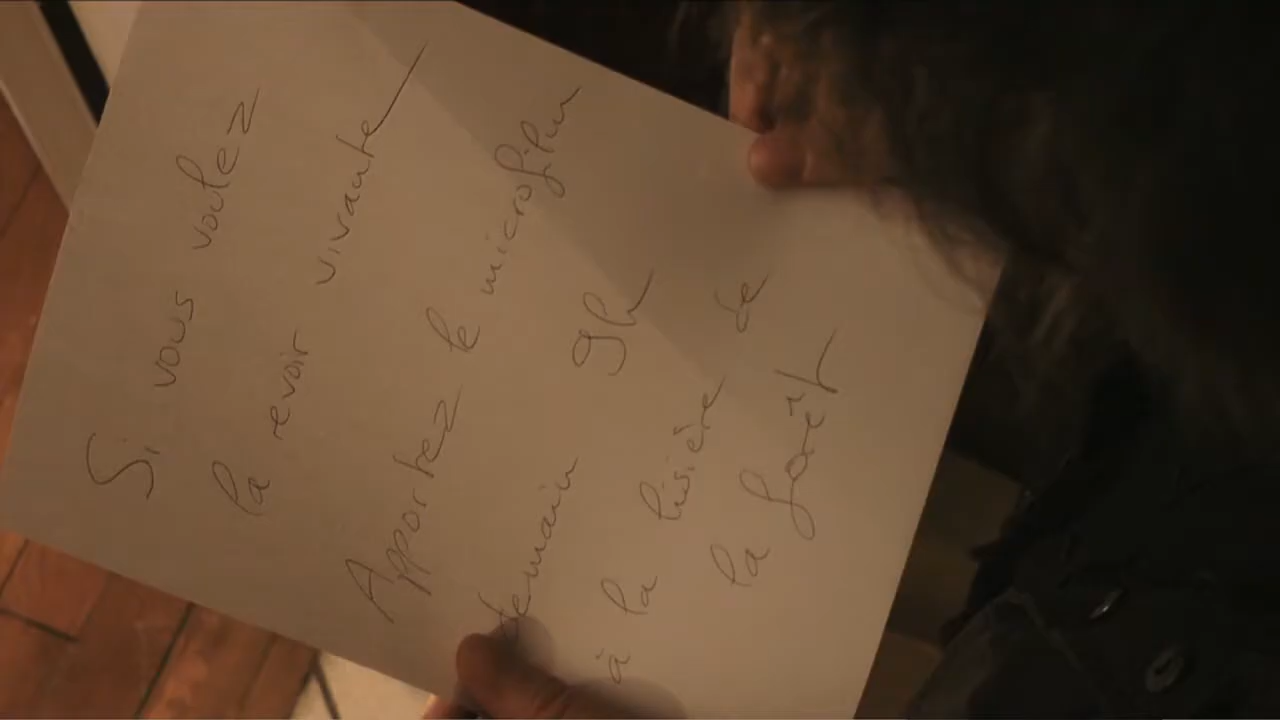 Si vous voulez
la revoir vivante
Apportez le microfilm
demain 9h
à la lisière de
la forêt